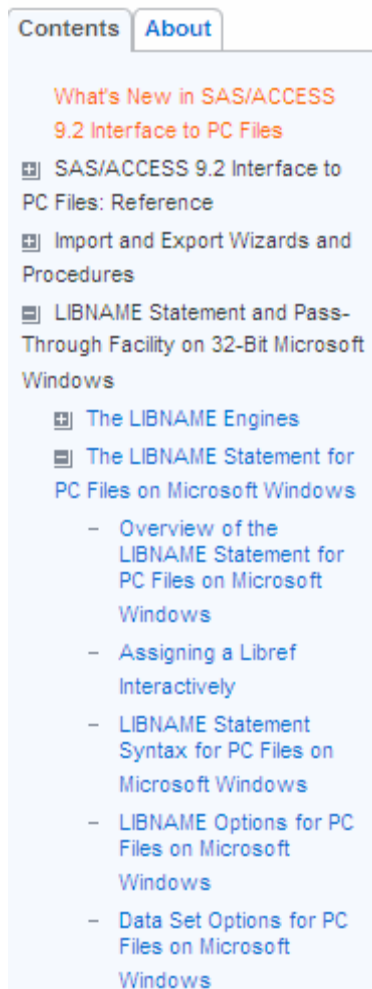 Contents About
What's New in SAS/ACCESS
9.2 Interface to PC Files
SAS/ACCESS 9.2 Interface to
PC Files: Reference
Import and Export Wizards and
Procedures
LIBNAME Statement and Pass-
Through Facility on 32-Bit Microsoft
Windows
The LIBNAME Engines
The LIBNAME Statement for
PC Files on Microsoft Windows
– Overview of the
LIBNAME Statement for
PC Files on Microsoft
Windows
– Assigning a Libref
Interactively
– LIBNAME Statement
Syntax for PC Files on
Microsoft Windows
– LIBNAME Options for PC
Files on Microsoft
Windows
– Data Set Options for PC
Files on Microsoft
Windows